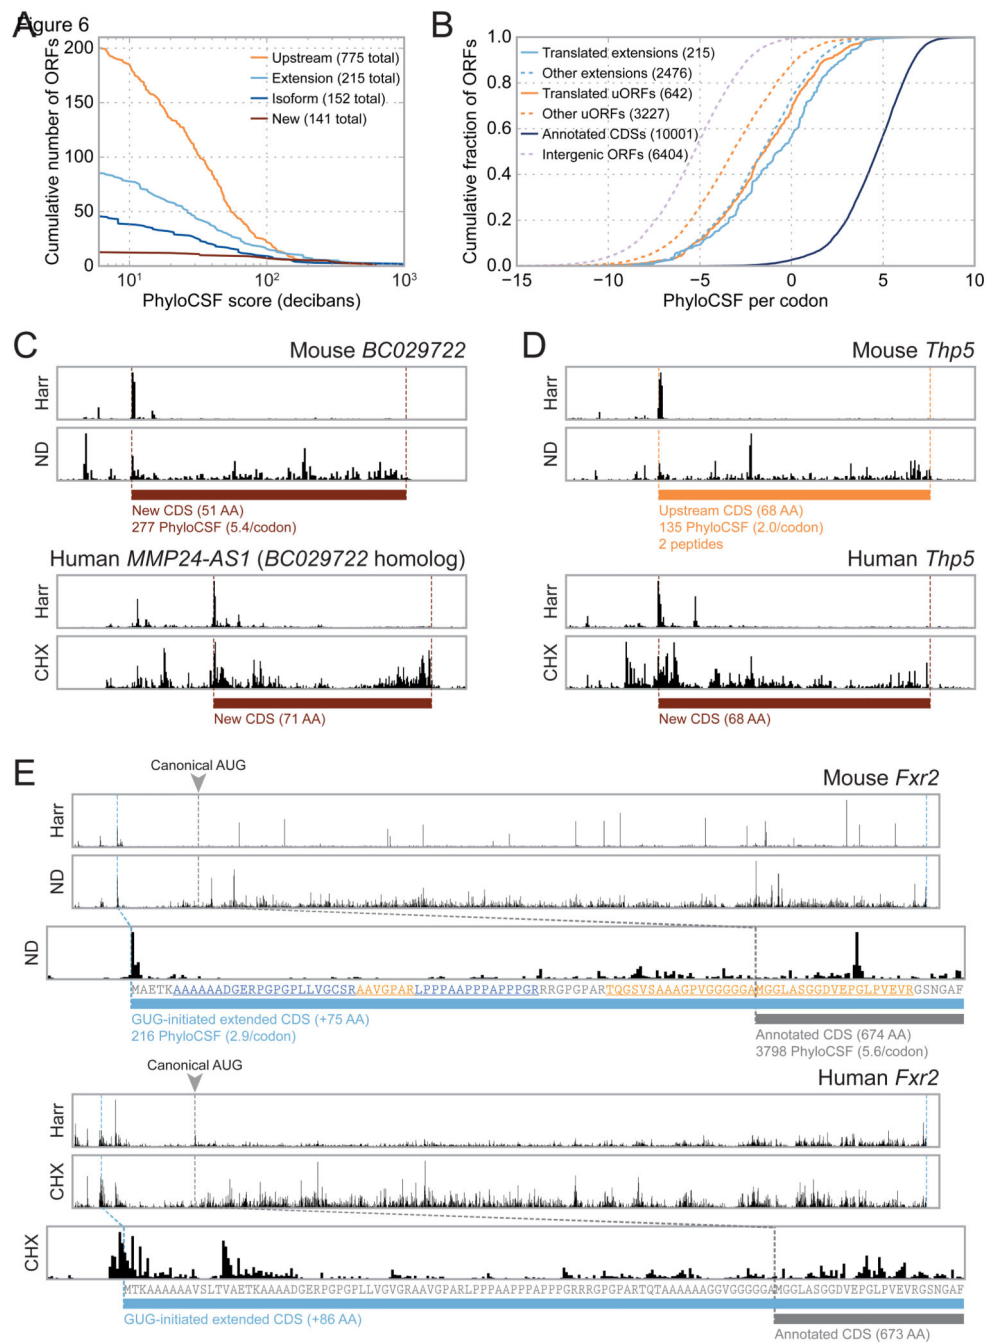 Figure 6
A
Cumulative number of ORFs
200
150
100
50
0
10¹
10²
10³
PhyloCSF score (decibans)
Upstream (775 total)
Extension (215 total)
Isoform (152 total)
New (141 total)
B
Cumulative fraction of ORFs
1.0
0.8
0.6
0.4
0.2
0.0
−15
−10
−5
0
5
10
PhyloCSF per codon
Translated extensions (215)
Other extensions (2476)
Translated uORFs (642)
Other uORFs (3227)
Annotated CDSs (10001)
Intergenic ORFs (6404)
C
Mouse BC029722
Harr
ND
New CDS (51 AA)
277 PhyloCSF (5.4/codon)
Human MMP24-AS1 (BC029722 homolog)
Harr
CHX
New CDS (71 AA)
D
Mouse Thp5
Harr
ND
Upstream CDS (68 AA)
135 PhyloCSF (2.0/codon)
2 peptides
Human Thp5
Harr
CHX
New CDS (68 AA)
E
Canonical AUG
Mouse Fxr2
Harr
ND
ND
MAETKAAAAAADGERPGPGPLLVGCSRAAVGPARLPPPAAPPPAPPPGRRRGPGPARTQGSVSAAAGPVGGGGGAMGGLASGGDVEPGLPVEVRGSNGAF
GUG-initiated extended CDS (+75 AA)
216 PhyloCSF (2.9/codon)
Annotated CDS (674 AA)
3798 PhyloCSF (5.6/codon)
Canonical AUG
Human Fxr2
Harr
CHX
CHX
MTKAAAAAAVSLTVAETKAAAADGERPGPGPLLVGVGRAAVGPARLPPPAAPPPAPPPGRRRGPGPARTQTAAAAAAGGVGGGGGAMGGLASGGDVEPGLPVEVRGSNGAF
GUG-initiated extended CDS (+86 AA)
Annotated CDS (673 AA)